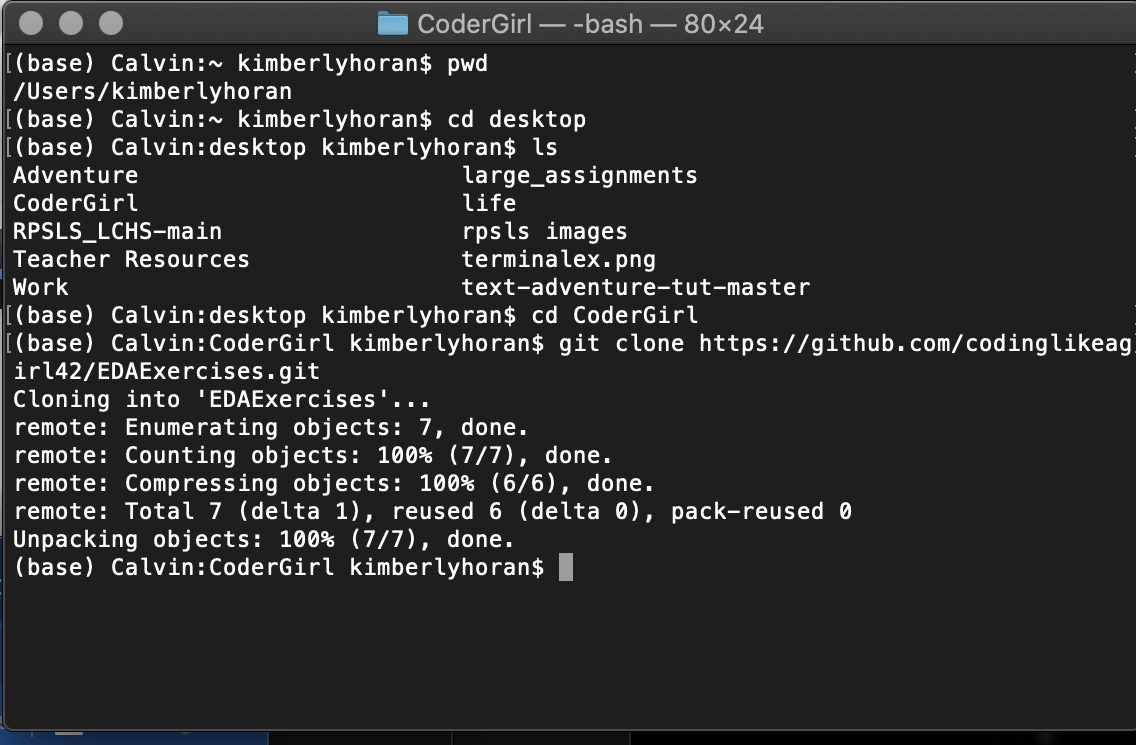 CoderGirl — -bash — 80×24
[(base) Calvin:~ kimberlyhoran$ pwd
/Users/kimberlyhoran
[(base) Calvin:~ kimberlyhoran$ cd desktop
[(base) Calvin:desktop kimberlyhoran$ ls
Adventure large_assignments
CoderGirl life
RPSLS_LCHS-main rpsls images
Teacher Resources terminalex.png
Work text-adventure-tut-master
[(base) Calvin:desktop kimberlyhoran$ cd CoderGirl
[(base) Calvin:CoderGirl kimberlyhoran$ git clone https://github.com/codinglikeag
irl42/EDAExercises.git
Cloning into 'EDAExercises'...
remote: Enumerating objects: 7, done.
remote: Counting objects: 100% (7/7), done.
remote: Compressing objects: 100% (6/6), done.
remote: Total 7 (delta 1), reused 6 (delta 0), pack-reused 0
Unpacking objects: 100% (7/7), done.
(base) Calvin:CoderGirl kimberlyhoran$